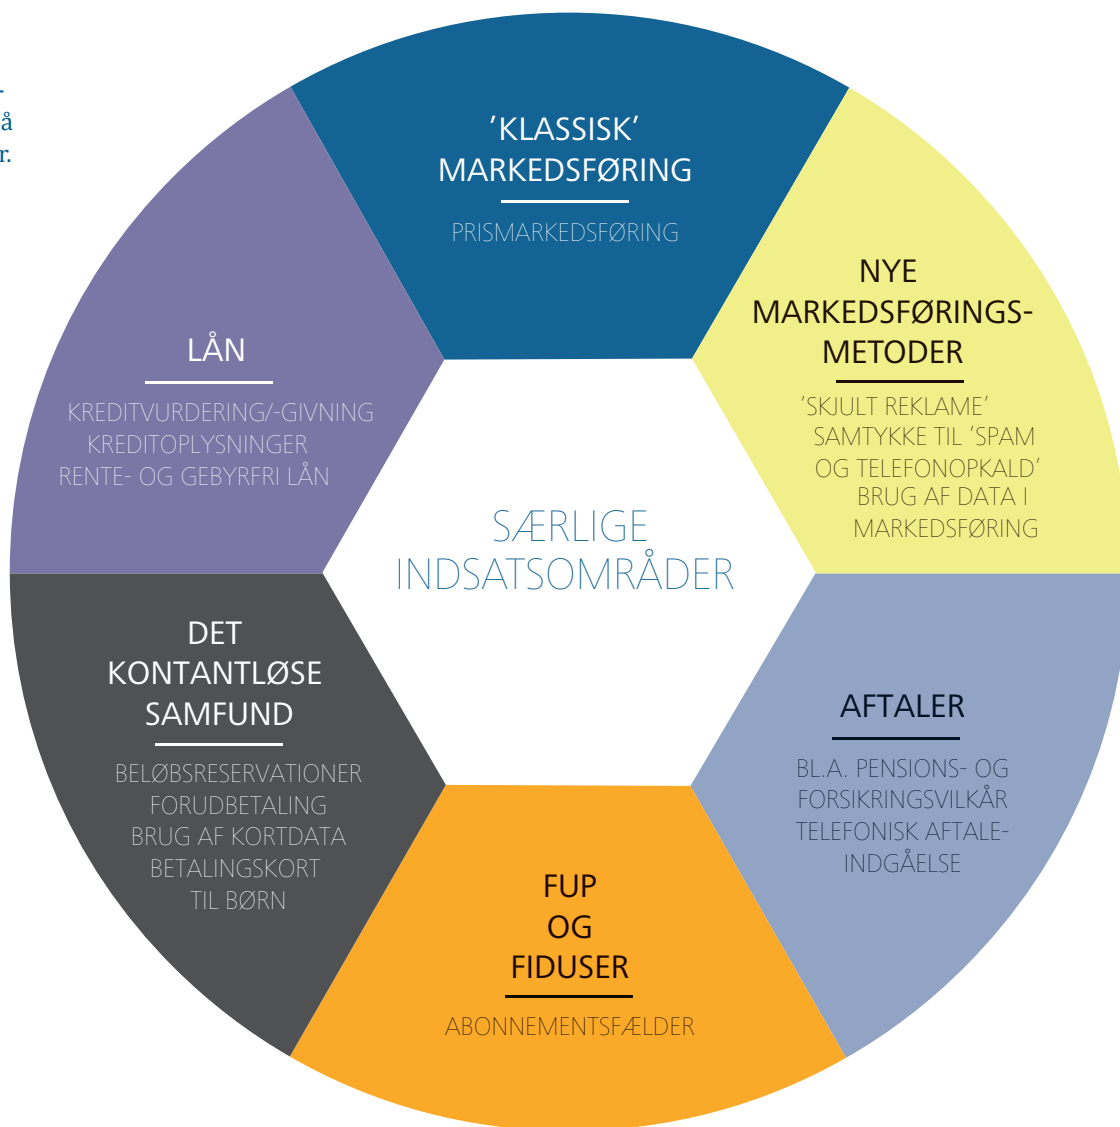 -
å
r.
'KLASSISK'
MARKEDSFØRING
PRISMARKEDSFØRING
NYE
MARKEDSFØRINGS-
METODER
'SKJULT REKLAME'
SAMTYKKE TIL 'SPAM
OG TELEFONOPKALD'
BRUG AF DATA I
MARKEDSFØRING
LÅN
KREDITVURDERING/-GIVNING
KREDITOPLYSNINGER
RENTE- OG GEBYRFRI LÅN
SÆRLIGE
INDSATSOMRÅDER
DET
KONTANTLØSE
SAMFUND
BELØBSRESERVATIONER
FORUDBETALING
BRUG AF KORTDATA
BETALINGSKORT
TIL BØRN
AFTALER
BL.A. PENSIONS- OG
FORSIKRINGSVILKÅR
TELEFONISK AFTALE-
INDGÅELSE
FUP
OG
FIDUSER
ABONNEMENTSFÆLDER